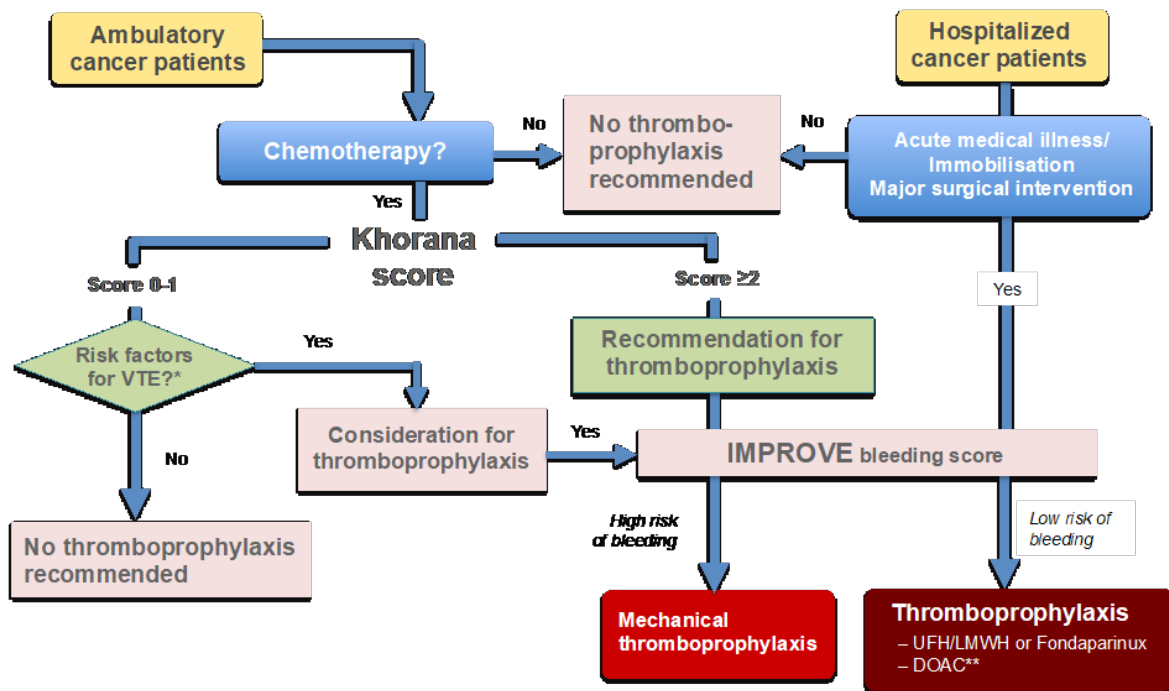 Ambulatory
cancer patients
Hospitalized
cancer patients
Chemotherapy?
No
No thrombo-
prophylaxis
recommended
No
Acute medical illness/
Immobilisation
Major surgical intervention
Yes
Khorana
score
Score 0-1
Score ≥2
Yes
Risk factors
for VTE?*
Yes
Recommendation for
thromboprophylaxis
Consideration for
thromboprophylaxis
Yes
IMPROVE bleeding score
No
No thromboprophylaxis
recommended
High risk
of bleeding
Low risk of
bleeding
Mechanical
thromboprophylaxis
Thromboprophylaxis
– UFH/LMWH or Fondaparinux
– DOAC**